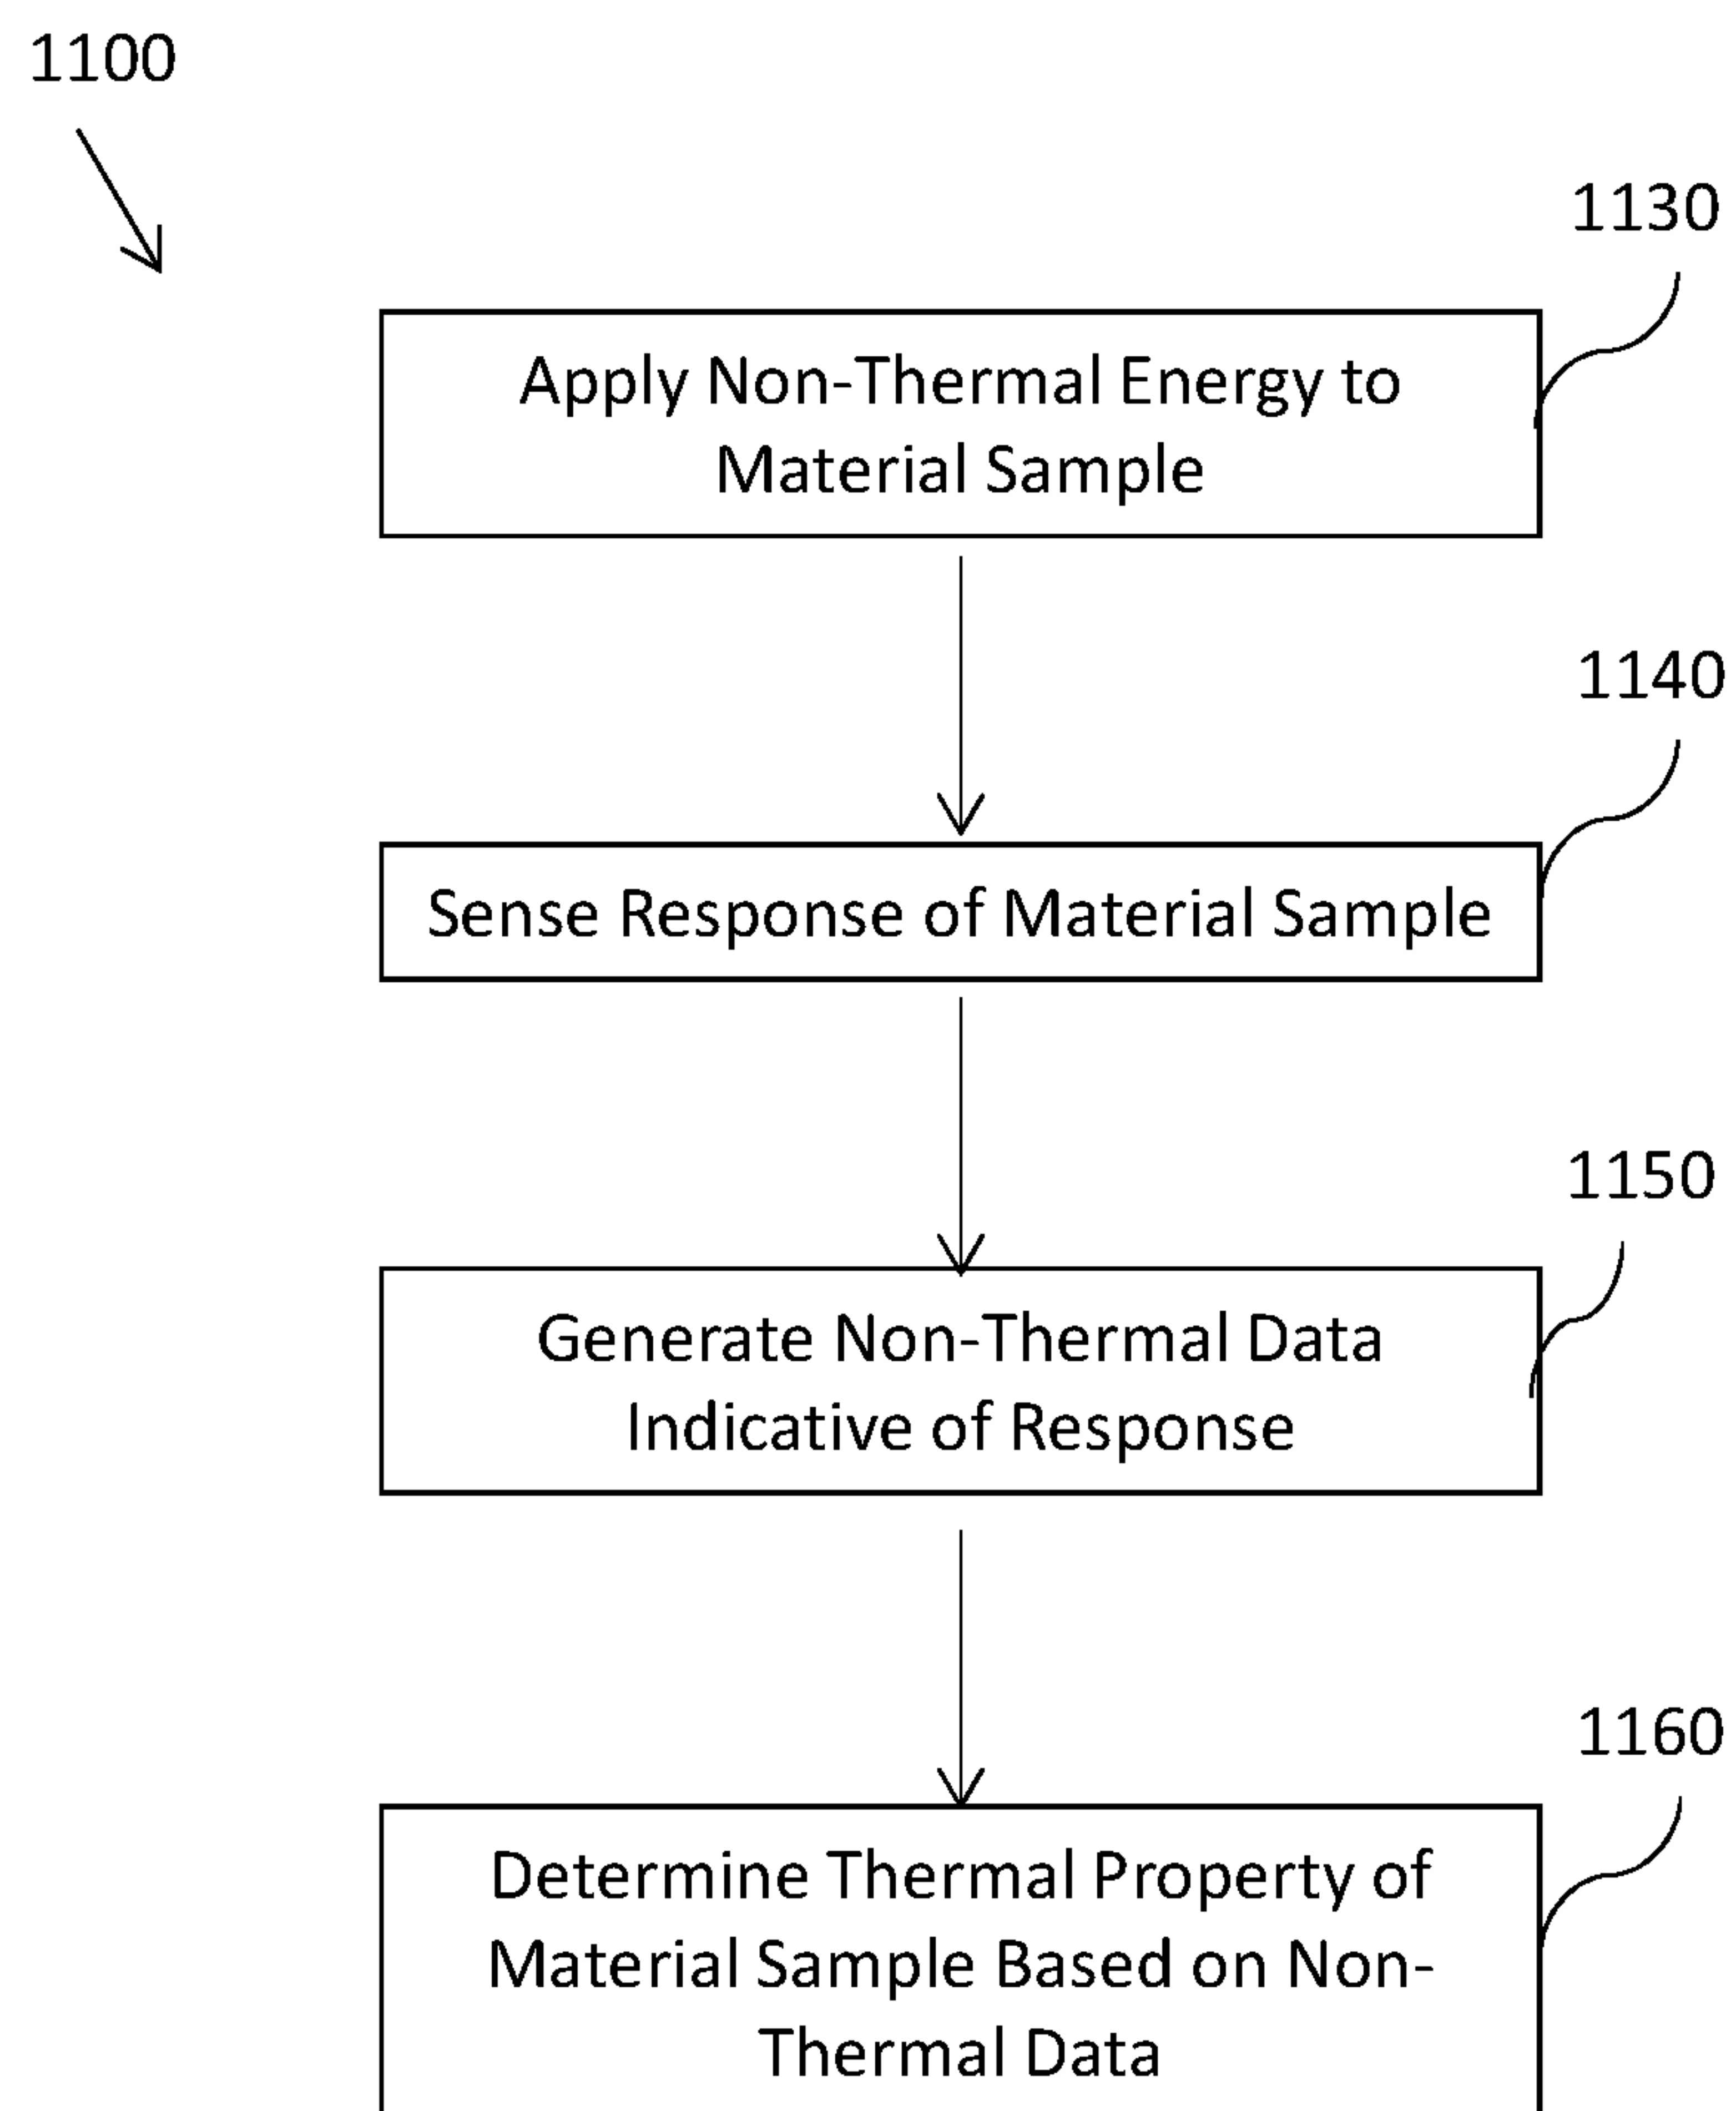 1100
1130
Apply Non-Thermal Energy to
Material Sample
1140
Sense Response of Material Sample
1150
Generate Non-Thermal Data
Indicative of Response
1160
Determine Thermal Property of
Material Sample Based on Non-
Thermal Data